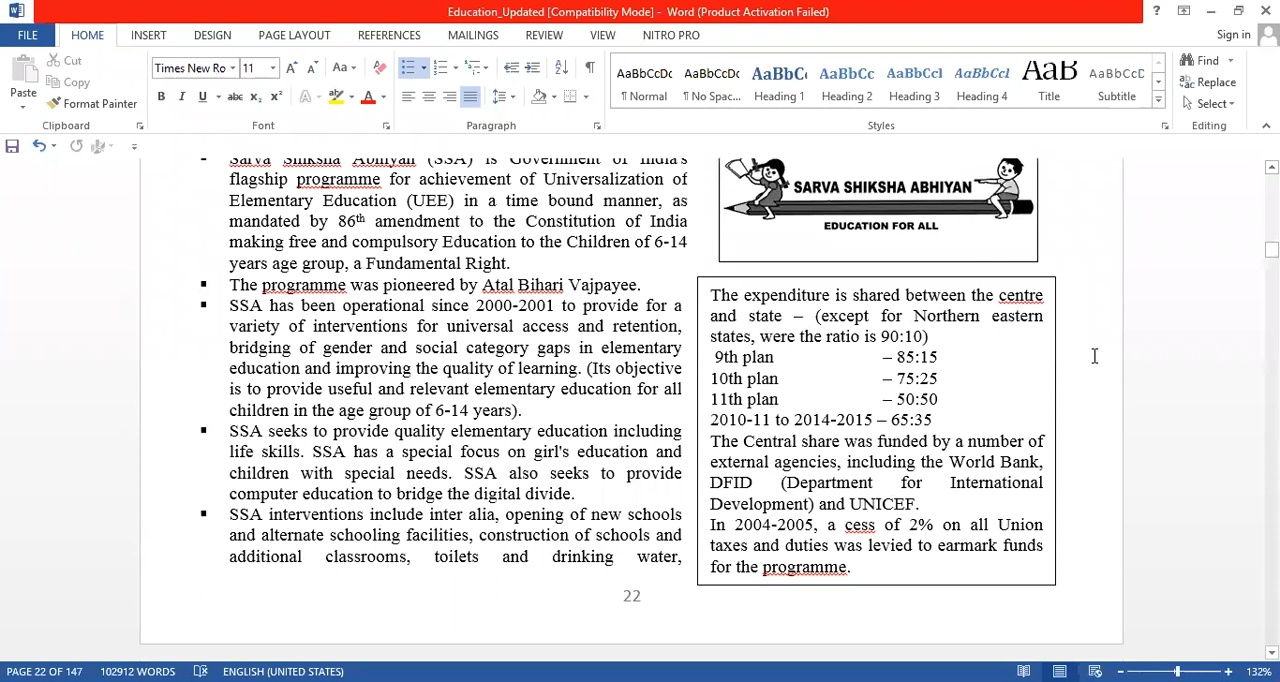 Education_Updated [Compatibility Mode] - Word (Product Activation Failed)
FILE HOME INSERT DESIGN PAGE LAYOUT REFERENCES MAILINGS REVIEW VIEW NITRO PRO Sign in
Paste
Cut
Copy
Format Painter
Times New Ro 11
AaBbCcDc AaBbCcDc AaBbC AaBbCc AaBbCcl AaBbCcI AaB AaBbCcD
¶ Normal ¶ No Spac... Heading 1 Heading 2 Heading 3 Heading 4 Title Subtitle
Find
Replace
Select
Clipboard Font Paragraph Styles Editing
Sarva Shiksha Abhiyan (SSA) is Government of India's
flagship programme for achievement of Universalization of
Elementary Education (UEE) in a time bound manner, as
mandated by 86th amendment to the Constitution of India
making free and compulsory Education to the Children of 6-14
years age group, a Fundamental Right.
▪ The programme was pioneered by Atal Bihari Vajpayee.
▪ SSA has been operational since 2000-2001 to provide for a
variety of interventions for universal access and retention,
bridging of gender and social category gaps in elementary
education and improving the quality of learning. (Its objective
is to provide useful and relevant elementary education for all
children in the age group of 6-14 years).
▪ SSA seeks to provide quality elementary education including
life skills. SSA has a special focus on girl's education and
children with special needs. SSA also seeks to provide
computer education to bridge the digital divide.
▪ SSA interventions include inter alia, opening of new schools
and alternate schooling facilities, construction of schools and
additional classrooms, toilets and drinking water,
SARVA SHIKSHA ABHIYAN
EDUCATION FOR ALL
The expenditure is shared between the centre
and state – (except for Northern eastern
states, were the ratio is 90:10)
9th plan – 85:15
10th plan – 75:25
11th plan – 50:50
2010-11 to 2014-2015 – 65:35
The Central share was funded by a number of
external agencies, including the World Bank,
DFID (Department for International
Development) and UNICEF.
In 2004-2005, a cess of 2% on all Union
taxes and duties was levied to earmark funds
for the programme.
22
PAGE 22 OF 147 102912 WORDS ENGLISH (UNITED STATES) 132%